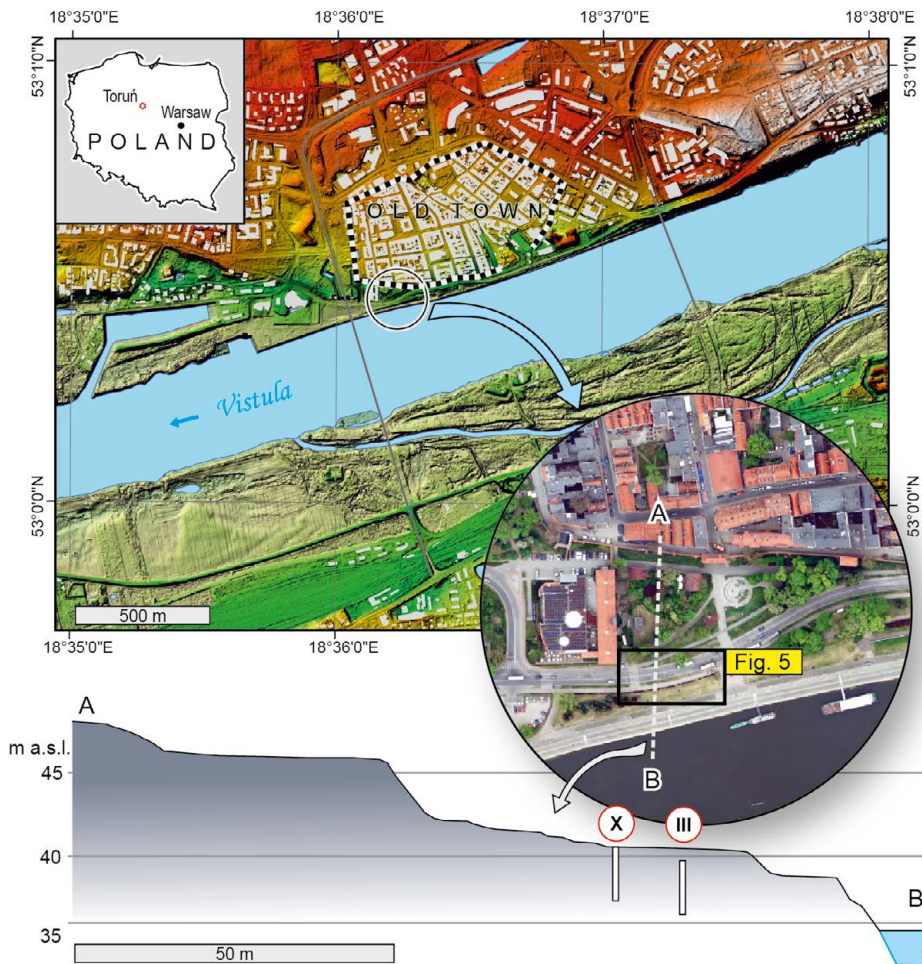 18°35'0"E
18°36'0"E
18°37'0"E
18°38'0"E
53°1'0"N
53°1'0"N
Toruń
Warsaw
POLAND
OLD TOWN
Vistula
53°0'0"N
53°0'0"N
500 m
18°35'0"E
18°36'0"E
A
Fig. 5
B
A
m a.s.l.
45
X
III
40
B
35
50 m